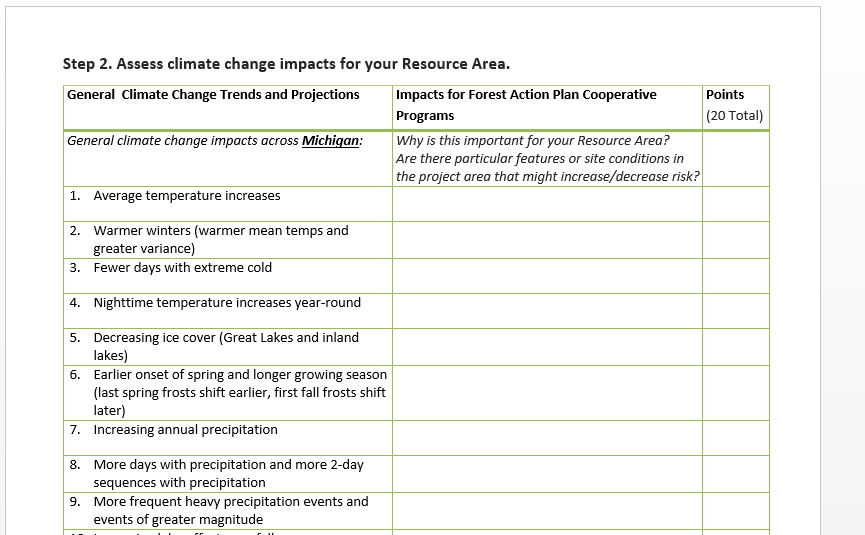 Step 2. Assess climate change impacts for your Resource Area.
General  Climate Change Trends and Projections
Impacts for Forest Action Plan Cooperative
Programs
Points
(20 Total)
General climate change impacts across Michigan:
Why is this important for your Resource Area?
Are there particular features or site conditions in
the project area that might increase/decrease risk?
1. Average temperature increases
2. Warmer winters (warmer mean temps and
greater variance)
3. Fewer days with extreme cold
4. Nighttime temperature increases year-round
5. Decreasing ice cover (Great Lakes and inland
lakes)
6. Earlier onset of spring and longer growing season
(last spring frosts shift earlier, first fall frosts shift
later)
7. Increasing annual precipitation
8. More days with precipitation and more 2-day
sequences with precipitation
9. More frequent heavy precipitation events and
events of greater magnitude